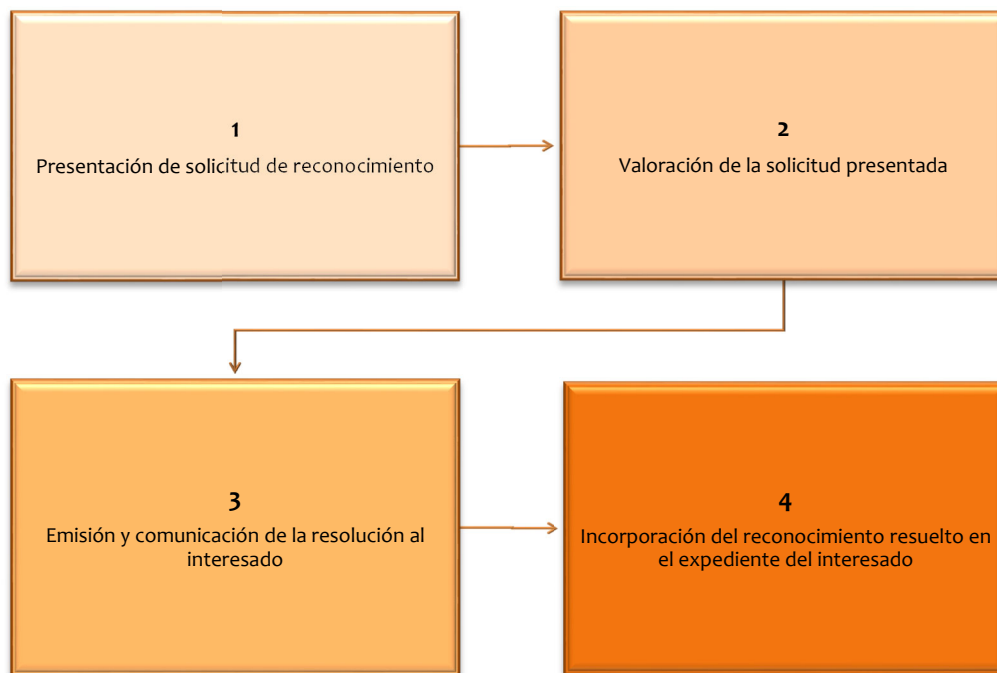 1
Presentación de solicitud de reconocimiento
2
Valoración de la solicitud presentada
3
Emisión y comunicación de la resolución al
interesado
4
Incorporación del reconocimiento resuelto en
el expediente del interesado